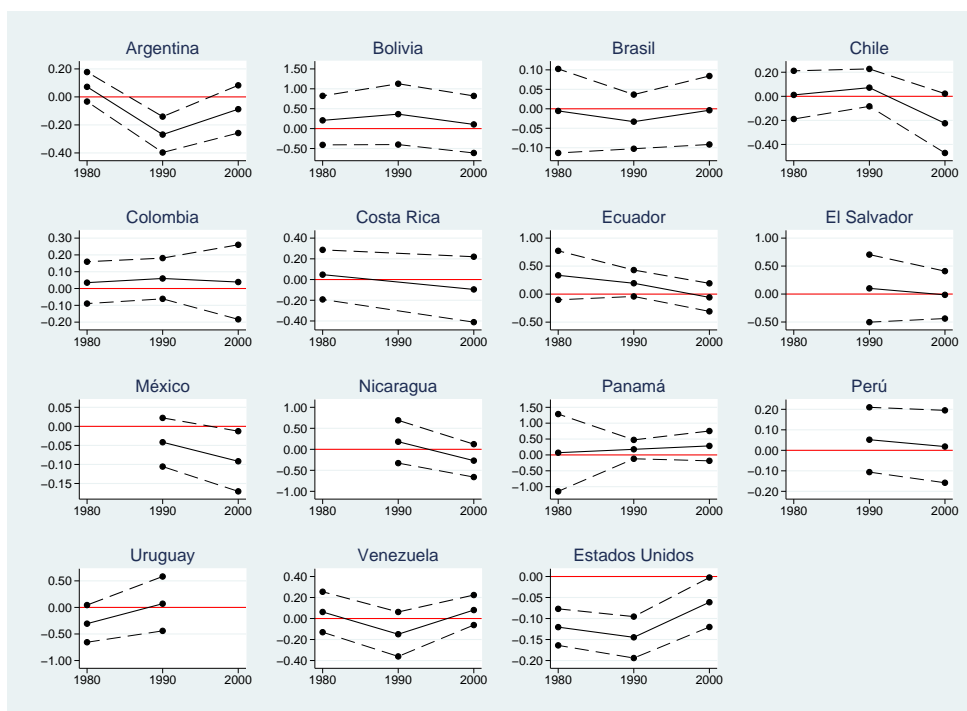 Argentina
0.20
0.00
−0.20
−0.40
1980 1990 2000
Bolivia
1.50
1.00
0.50
0.00
−0.50
1980 1990 2000
Brasil
0.10
0.05
0.00
−0.05
−0.10
1980 1990 2000
Chile
0.20
0.00
−0.20
−0.40
1980 1990 2000
Colombia
0.30
0.20
0.10
0.00
−0.10
−0.20
1980 1990 2000
Costa Rica
0.40
0.20
0.00
−0.20
−0.40
1980 1990 2000
Ecuador
1.00
0.50
0.00
−0.50
1980 1990 2000
El Salvador
1.00
0.50
0.00
−0.50
1980 1990 2000
México
0.05
0.00
−0.05
−0.10
−0.15
1980 1990 2000
Nicaragua
1.00
0.50
0.00
−0.50
−1.00
1980 1990 2000
Panamá
1.50
1.00
0.50
0.00
−0.50
−1.00
1980 1990 2000
Perú
0.20
0.10
0.00
−0.10
−0.20
1980 1990 2000
Uruguay
0.50
0.00
−0.50
−1.00
1980 1990 2000
Venezuela
0.40
0.20
0.00
−0.20
−0.40
1980 1990 2000
Estados Unidos
0.00
−0.05
−0.10
−0.15
−0.20
1980 1990 2000